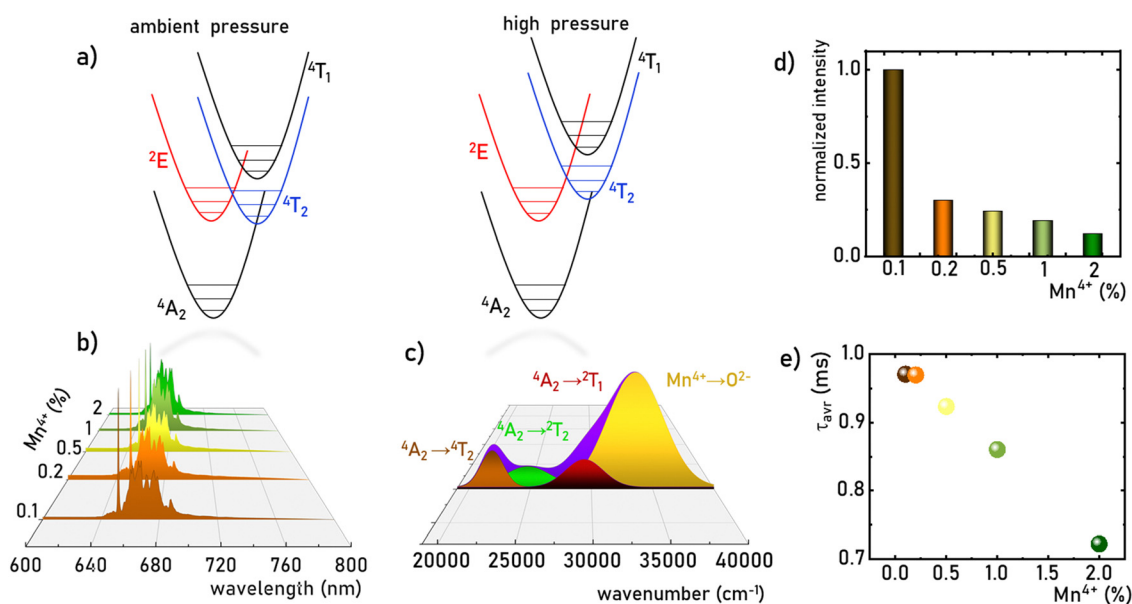 ambient pressure
high pressure
a)
⁴T₁
²E
⁴T₂
⁴A₂
⁴T₁
²E
⁴T₂
⁴A₂
b)
Mn⁴⁺ (%)
2
1
0.5
0.2
0.1
600 640 680 720 760 800
wavelength (nm)
c)
⁴A₂→²T₁
Mn⁴⁺→O²⁻
⁴A₂→²T₂
⁴A₂→⁴T₂
20000 25000 30000 35000 40000
wavenumber (cm⁻¹)
d)
normalized intensity
1.0
0.5
0.0
0.1 0.2 0.5 1 2
Mn⁴⁺ (%)
e)
τavr (ms)
1.0
0.9
0.8
0.7
0.0 0.5 1.0 1.5 2.0
Mn⁴⁺ (%)